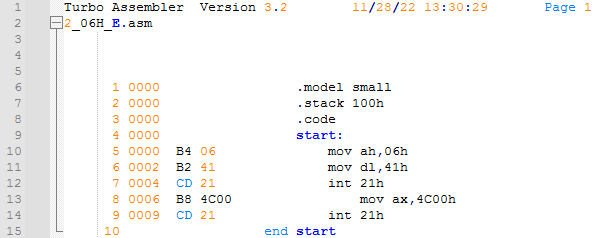 1 Turbo Assembler Version 3.2 11/28/22 13:30:29 Page 1
2 2_06H_E.asm
3
4
5
6 1 0000 .model small
7 2 0000 .stack 100h
8 3 0000 .code
9 4 0000 start:
10 5 0000 B4 06 mov ah,06h
11 6 0002 B2 41 mov dl,41h
12 7 0004 CD 21 int 21h
13 8 0006 B8 4C00 mov ax,4C00h
14 9 0009 CD 21 int 21h
15 10 end start